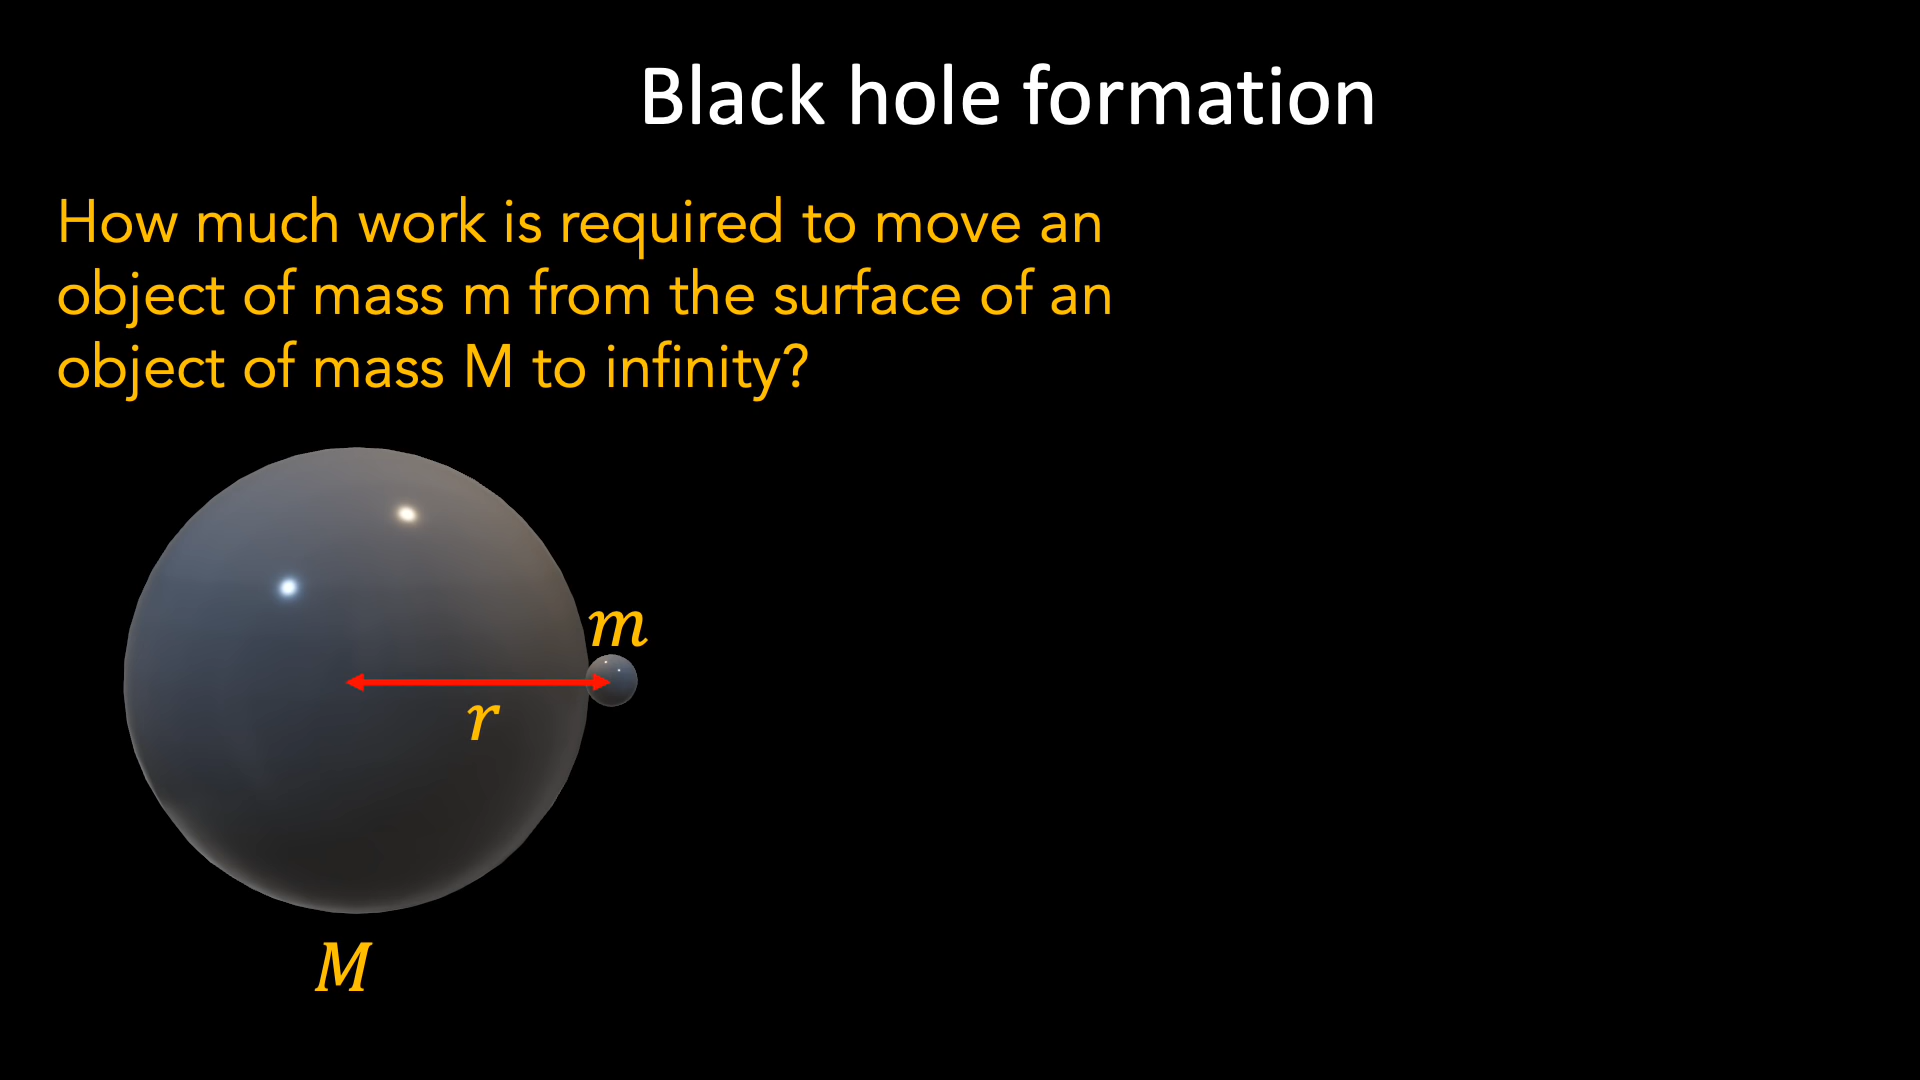 Black hole formation
How much work is required to move an
object of mass m from the surface of an
object of mass M to infinity?
m
r
M